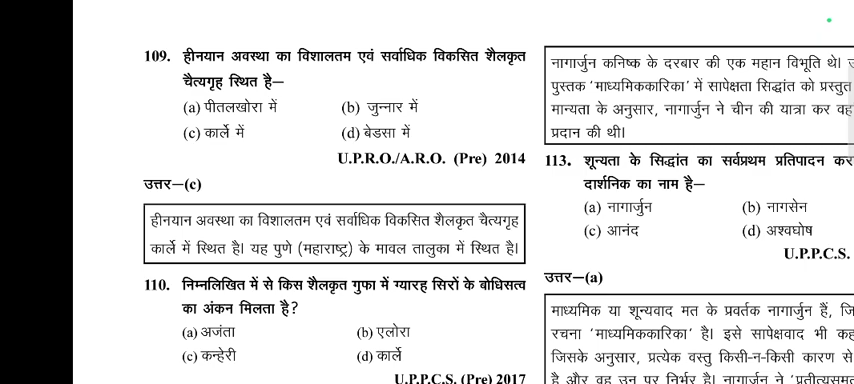 109. हीनयान अवस्था का विशालतम एवं सर्वाधिक विकसित शैलकृत
चैत्यगृह स्थित है–
(a) पीतलखोरा में (b) जुन्नार में
(c) कार्ले में (d) बेडसा में
U.P.R.O./A.R.O. (Pre) 2014
उत्तर–(c)
हीनयान अवस्था का विशालतम एवं सर्वाधिक विकसित शैलकृत चैत्यगृह
कार्ले में स्थित है। यह पुणे (महाराष्ट्र) के मावल तालुका में स्थित है।
110. निम्नलिखित में से किस शैलकृत गुफा में ग्यारह सिरों के बोधिसत्व
का अंकन मिलता है?
(a) अजंता (b) एलोरा
(c) कन्हेरी (d) कार्ले
U.P.P.C.S. (Pre) 2017
नागार्जुन कनिष्क के दरबार की एक महान विभूति थे।
पुस्तक ‘माध्यमिककारिका’ में सापेक्षता सिद्धांत को प्रस्तुत
मान्यता के अनुसार, नागार्जुन ने चीन की यात्रा कर वह
प्रदान की थी।
113. शून्यता के सिद्धांत का सर्वप्रथम प्रतिपादन कर
दार्शनिक का नाम है–
(a) नागार्जुन (b) नागसेन
(c) आनंद (d) अश्वघोष
U.P.P.C.S.
उत्तर–(a)
माध्यमिक या शून्यवाद मत के प्रवर्तक नागार्जुन हैं,
रचना ‘माध्यमिककारिका’ है। इसे सापेक्षवाद भी
जिसके अनुसार, प्रत्येक वस्तु किसी-न-किसी कारण से
है और वह उन पर निर्भर है। नागार्जुन ने